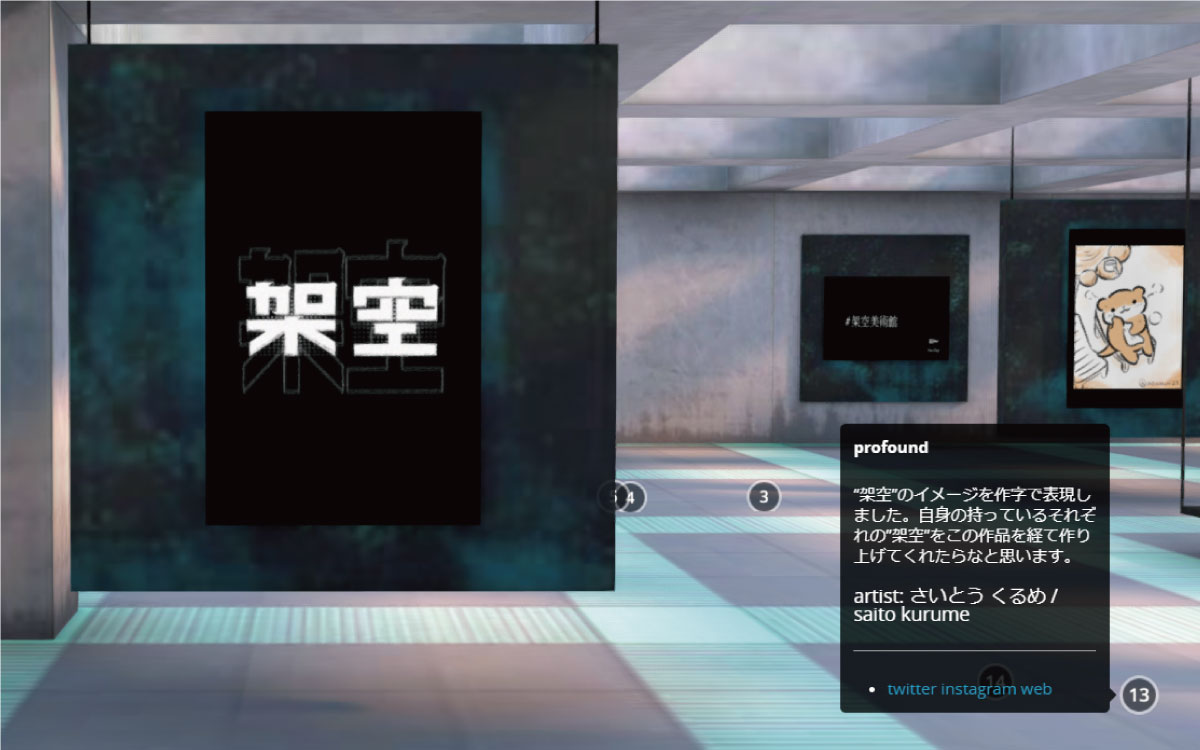 架空
#架空美術館
5
4
3
profound
“架空”のイメージを作字で表現し
ました。自身の持っているそれぞ
れの”架空”をこの作品を経て作り
上げてくれたらなと思います。
artist: さいとう くるめ /
saito kurume
14
twitter instagram web
13